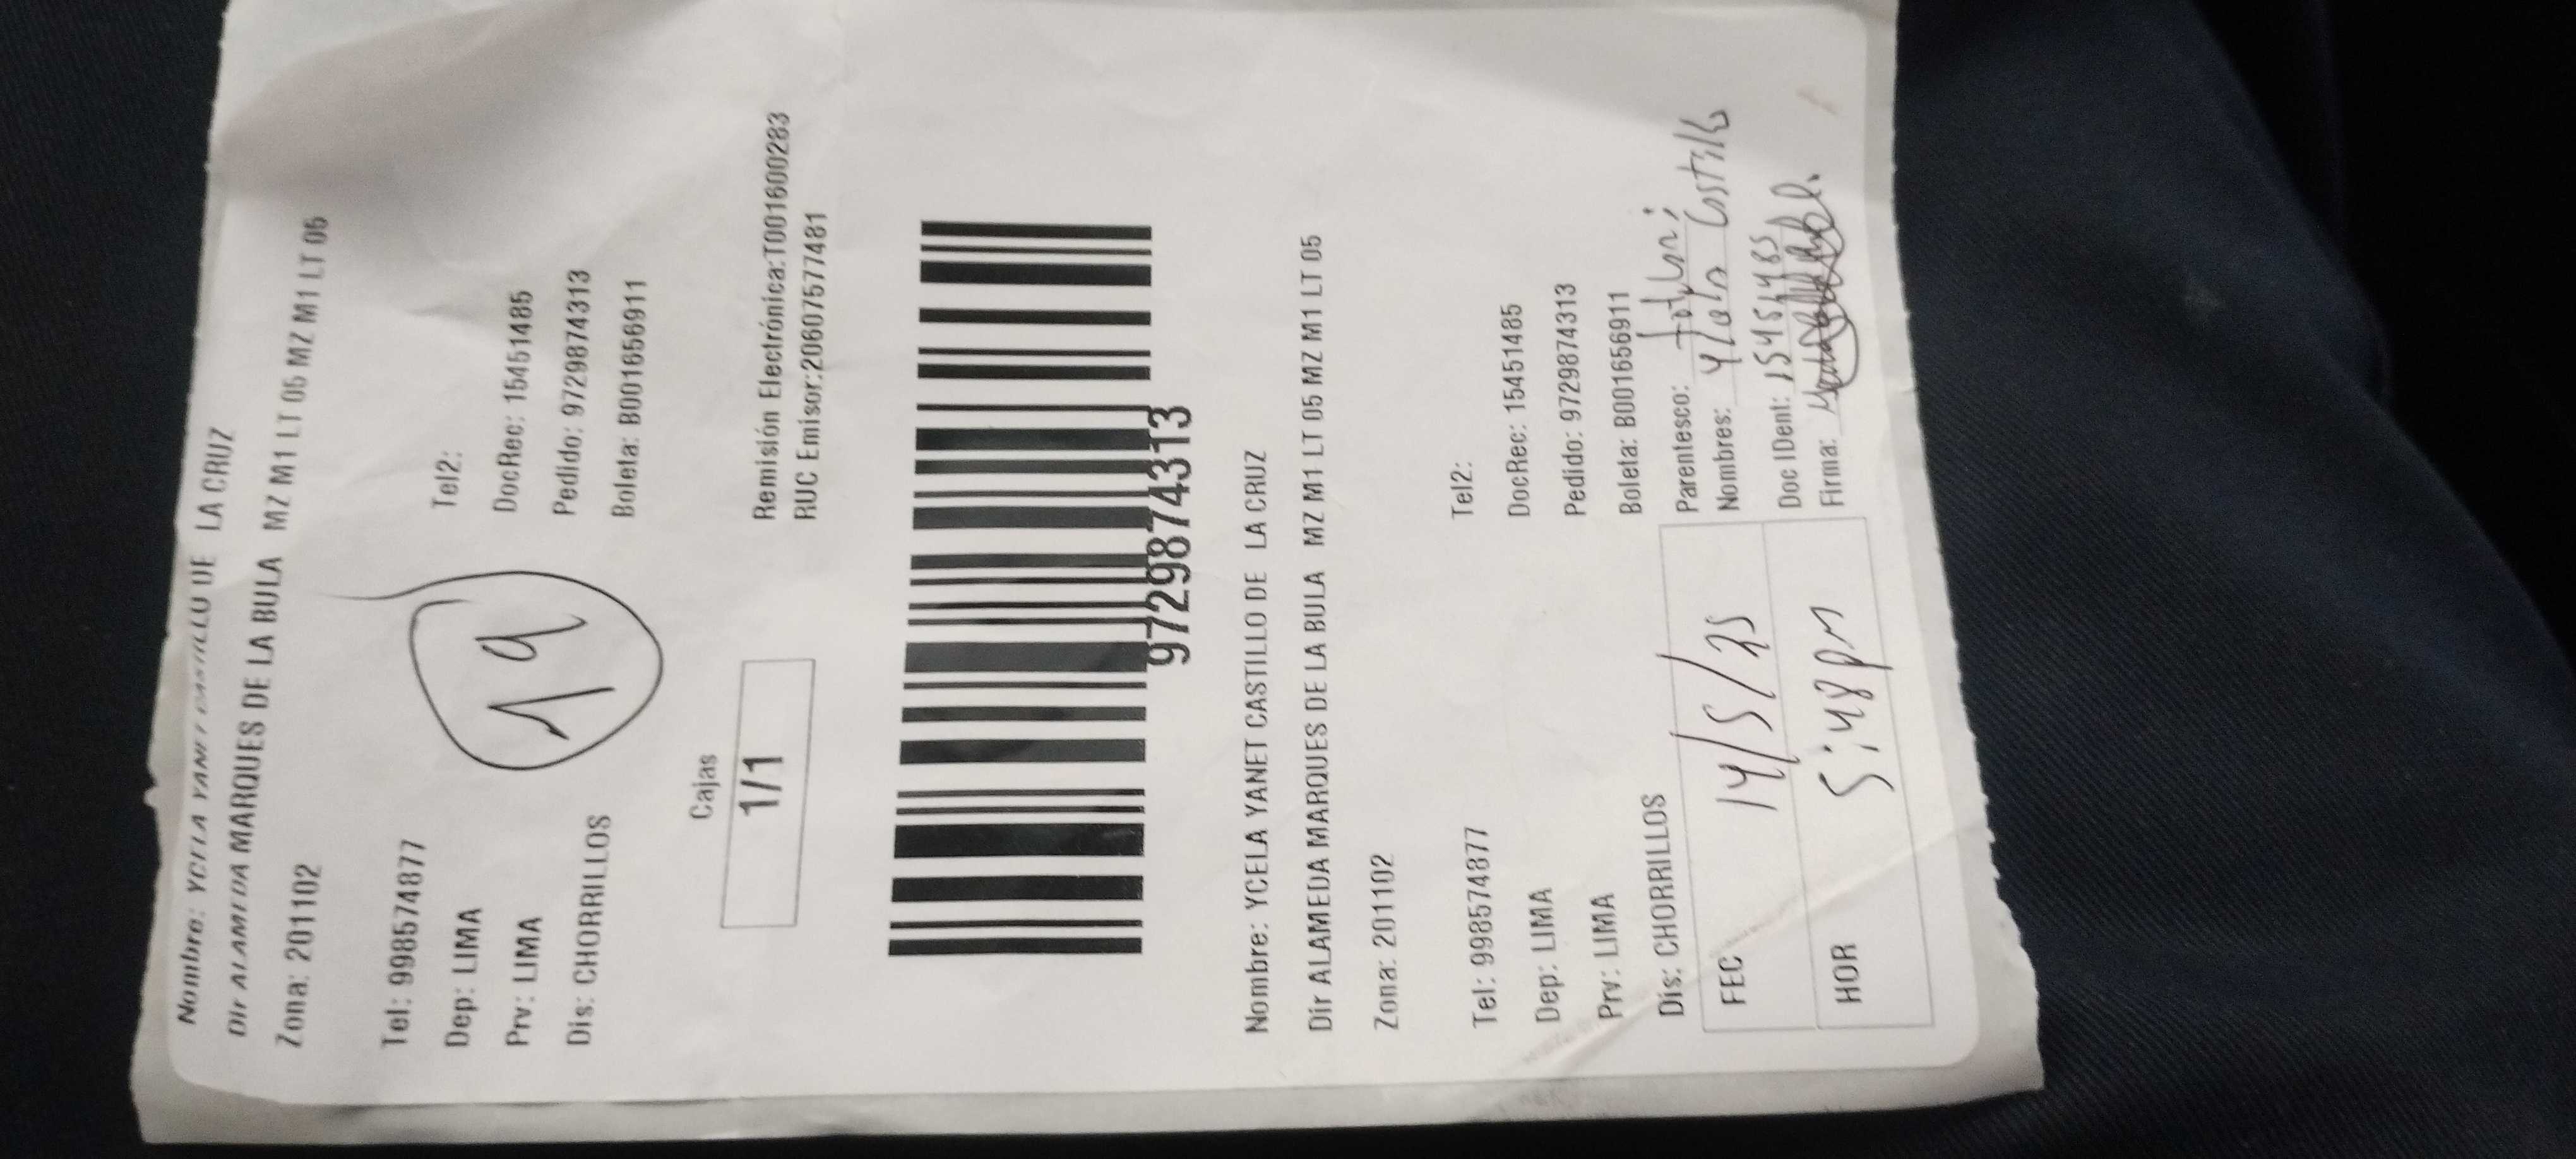 Nombre: YCELA YANET CASTILLO DE LA CRUZ
Dir ALAMEDA MARQUES DE LA BULA MZ M1 LT 05 MZ M1 LT 05
Zona: 201102
Tel: 998574877 Tel2:
Dep: LIMA DocRec: 15451485
Prv: LIMA Pedido: 9729874313
Dis: CHORRILLOS Boleta: B001656911
19
Cajas
1/1
Remisión Electrónica:T001600283
RUC Emisor:20607577481
9729874313
Nombre: YCELA YANET CASTILLO DE LA CRUZ
Dir ALAMEDA MARQUES DE LA BULA MZ M1 LT 05 MZ M1 LT 05
Zona: 201102
Tel: 998574877 Tel2:
Dep: LIMA DocRec: 15451485
Prv: LIMA Pedido: 9729874313
Dis: CHORRILLOS Boleta: B001656911
FEC 14/5/25
HOR 5:48pm
Parentesco:
Nombres: Castillo
Doc IDent: 15451485
Firma: